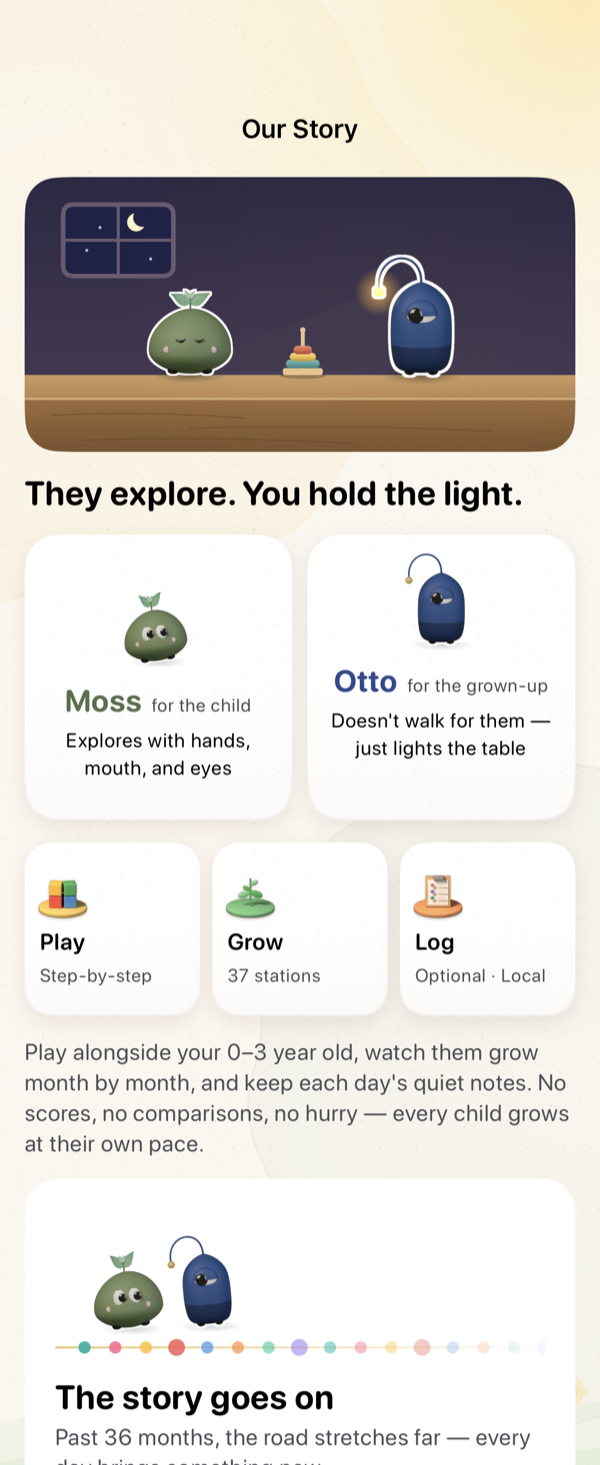 Our Story
They explore. You hold the light.
Moss for the child
Explores with hands,
mouth, and eyes
Otto for the grown-up
Doesn't walk for them —
just lights the table
Play
Step-by-step
Grow
37 stations
Log
Optional · Local
Play alongside your 0–3 year old, watch them grow
month by month, and keep each day's quiet notes. No
scores, no comparisons, no hurry — every child grows
at their own pace.
The story goes on
Past 36 months, the road stretches far — every